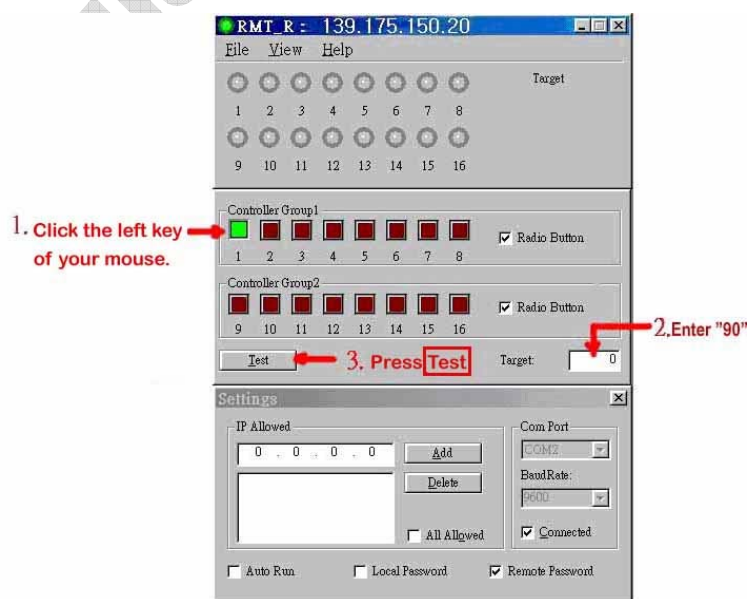 RMT_R : 139.175.150.20
File View Help
Target
1 2 3 4 5 6 7 8
9 10 11 12 13 14 15 16
Controller Group1
1 2 3 4 5 6 7 8
Radio Button
1. Click the left key
of your mouse.
Controller Group2
9 10 11 12 13 14 15 16
Radio Button
2.Enter "90"
Test
3. Press Test
Target: 0
Settings
IP Allowed
0 . 0 . 0 . 0
Add
Delete
All Allowed
Com Port
COM2
BaudRate:
9600
Connected
Auto Run Local Password Remote Password